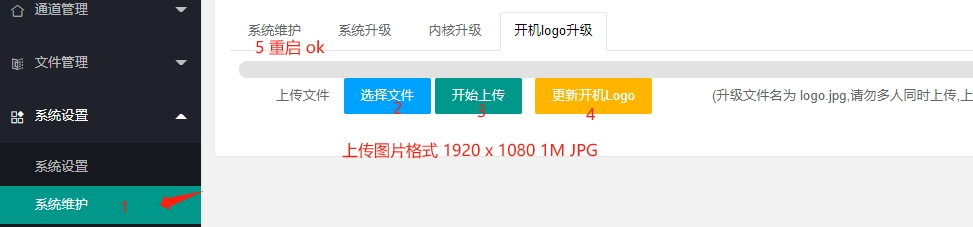 通道管理
文件管理
系统设置
系统设置
系统维护 1
系统维护 系统升级 内核升级 开机logo升级
5 重启 ok
上传文件 选择文件 开始上传 更新开机Logo (升级文件名为 logo.jpg,请勿多人同时上传,上
2 3 4
上传图片格式 1920 x 1080 1M JPG